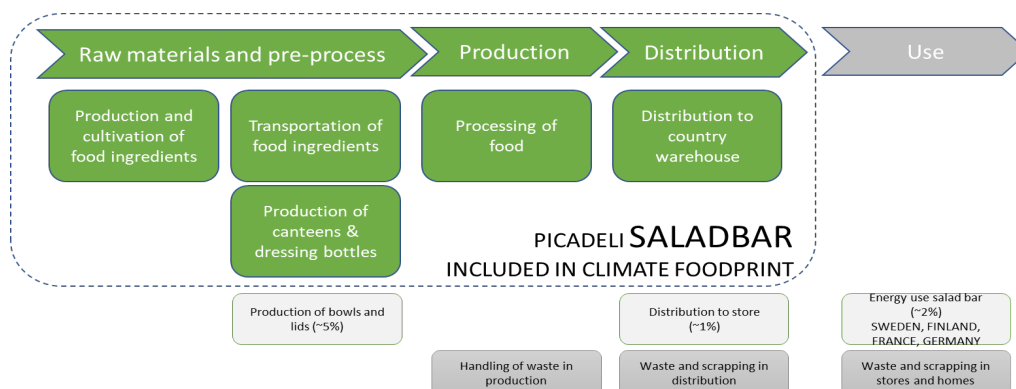 Raw materials and pre-process
Production
Distribution
Use
Production and
cultivation of
food ingredients
Transportation of
food ingredients
Processing of
food
Distribution to
country
warehouse
Production of
canteens &
dressing bottles
PICADELI SALADBAR
INCLUDED IN CLIMATE FOODPRINT
Production of bowls and
lids (~5%)
Distribution to store
(~1%)
Energy use salad bar
(~2%)
SWEDEN, FINLAND,
FRANCE, GERMANY
Handling of waste in
production
Waste and scrapping in
distribution
Waste and scrapping in
stores and homes